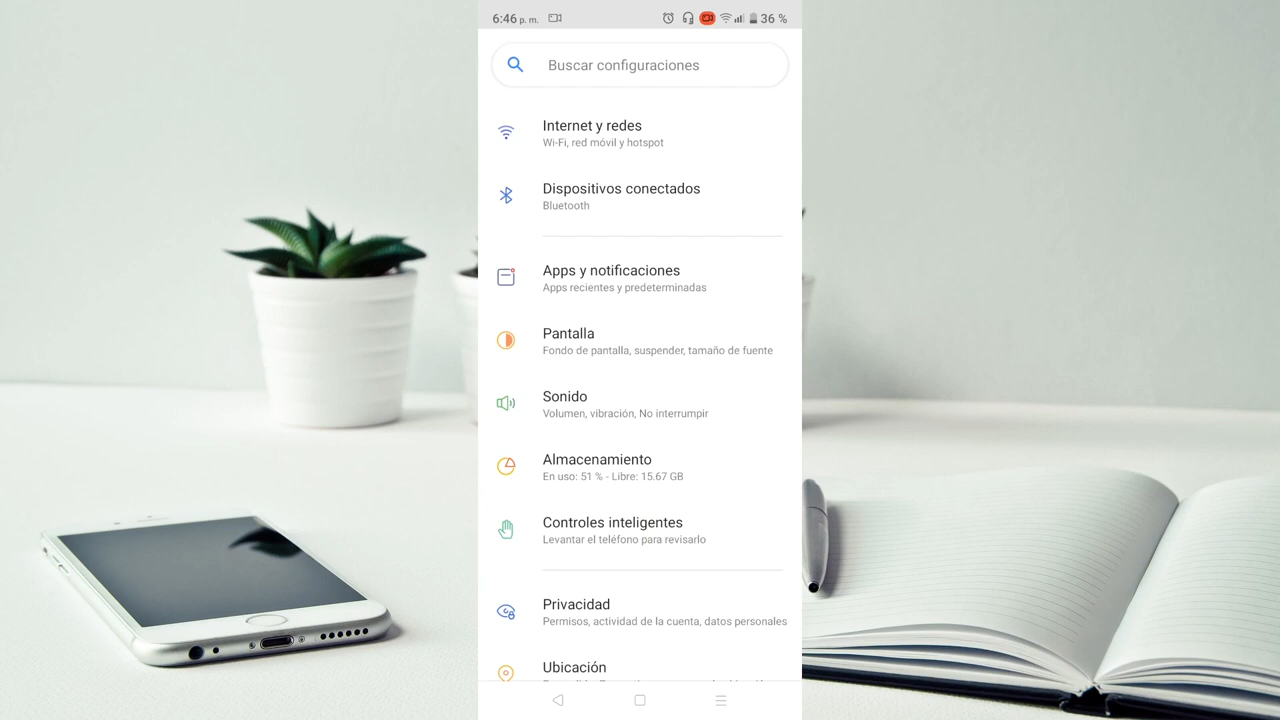 6:46 p. m.
36 %
Buscar configuraciones
Internet y redes
Wi-Fi, red móvil y hotspot
Dispositivos conectados
Bluetooth
Apps y notificaciones
Apps recientes y predeterminadas
Pantalla
Fondo de pantalla, suspender, tamaño de fuente
Sonido
Volumen, vibración, No interrumpir
Almacenamiento
En uso: 51 % - Libre: 15.67 GB
Controles inteligentes
Levantar el teléfono para revisarlo
Privacidad
Permisos, actividad de la cuenta, datos personales
Ubicación